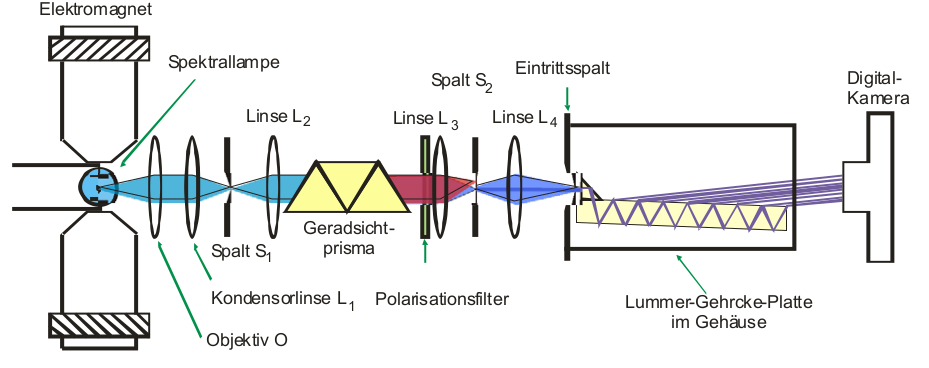 Elektromagnet
Spektrallampe
Linse L2
Linse L3
Spalt S2
Linse L4
Eintrittsspalt
Digital-
Kamera
Spalt S1
Geradsicht-
prisma
Kondensorlinse L1
Objektiv O
Polarisationsfilter
Lummer-Gehrcke-Platte
im Gehäuse